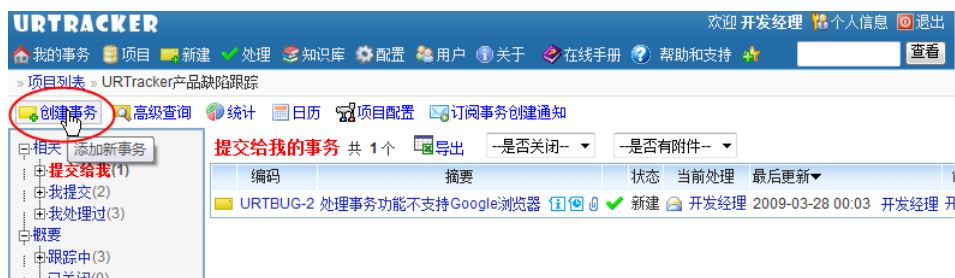 URTRACKER
欢迎 开发经理 个人信息 退出
我的事务 项目 新建 处理 知识库 配置 用户 关于 在线手册 帮助和支持 查看
» 项目列表 » URTracker产品缺陷跟踪
创建事务 高级查询 统计 日历 项目配置 订阅事务创建通知
添加新事务
相关
提交给我(1)
我提交(2)
我处理过(3)
概要
跟踪中(3)
已关闭(0)
提交给我的事务 共 1个 导出 --是否关闭-- --是否有附件--
编码 摘要 状态 当前处理 最后更新
URTBUG-2 处理事务功能不支持Google浏览器 新建 开发经理 2009-03-28 00:03 开发经理 开